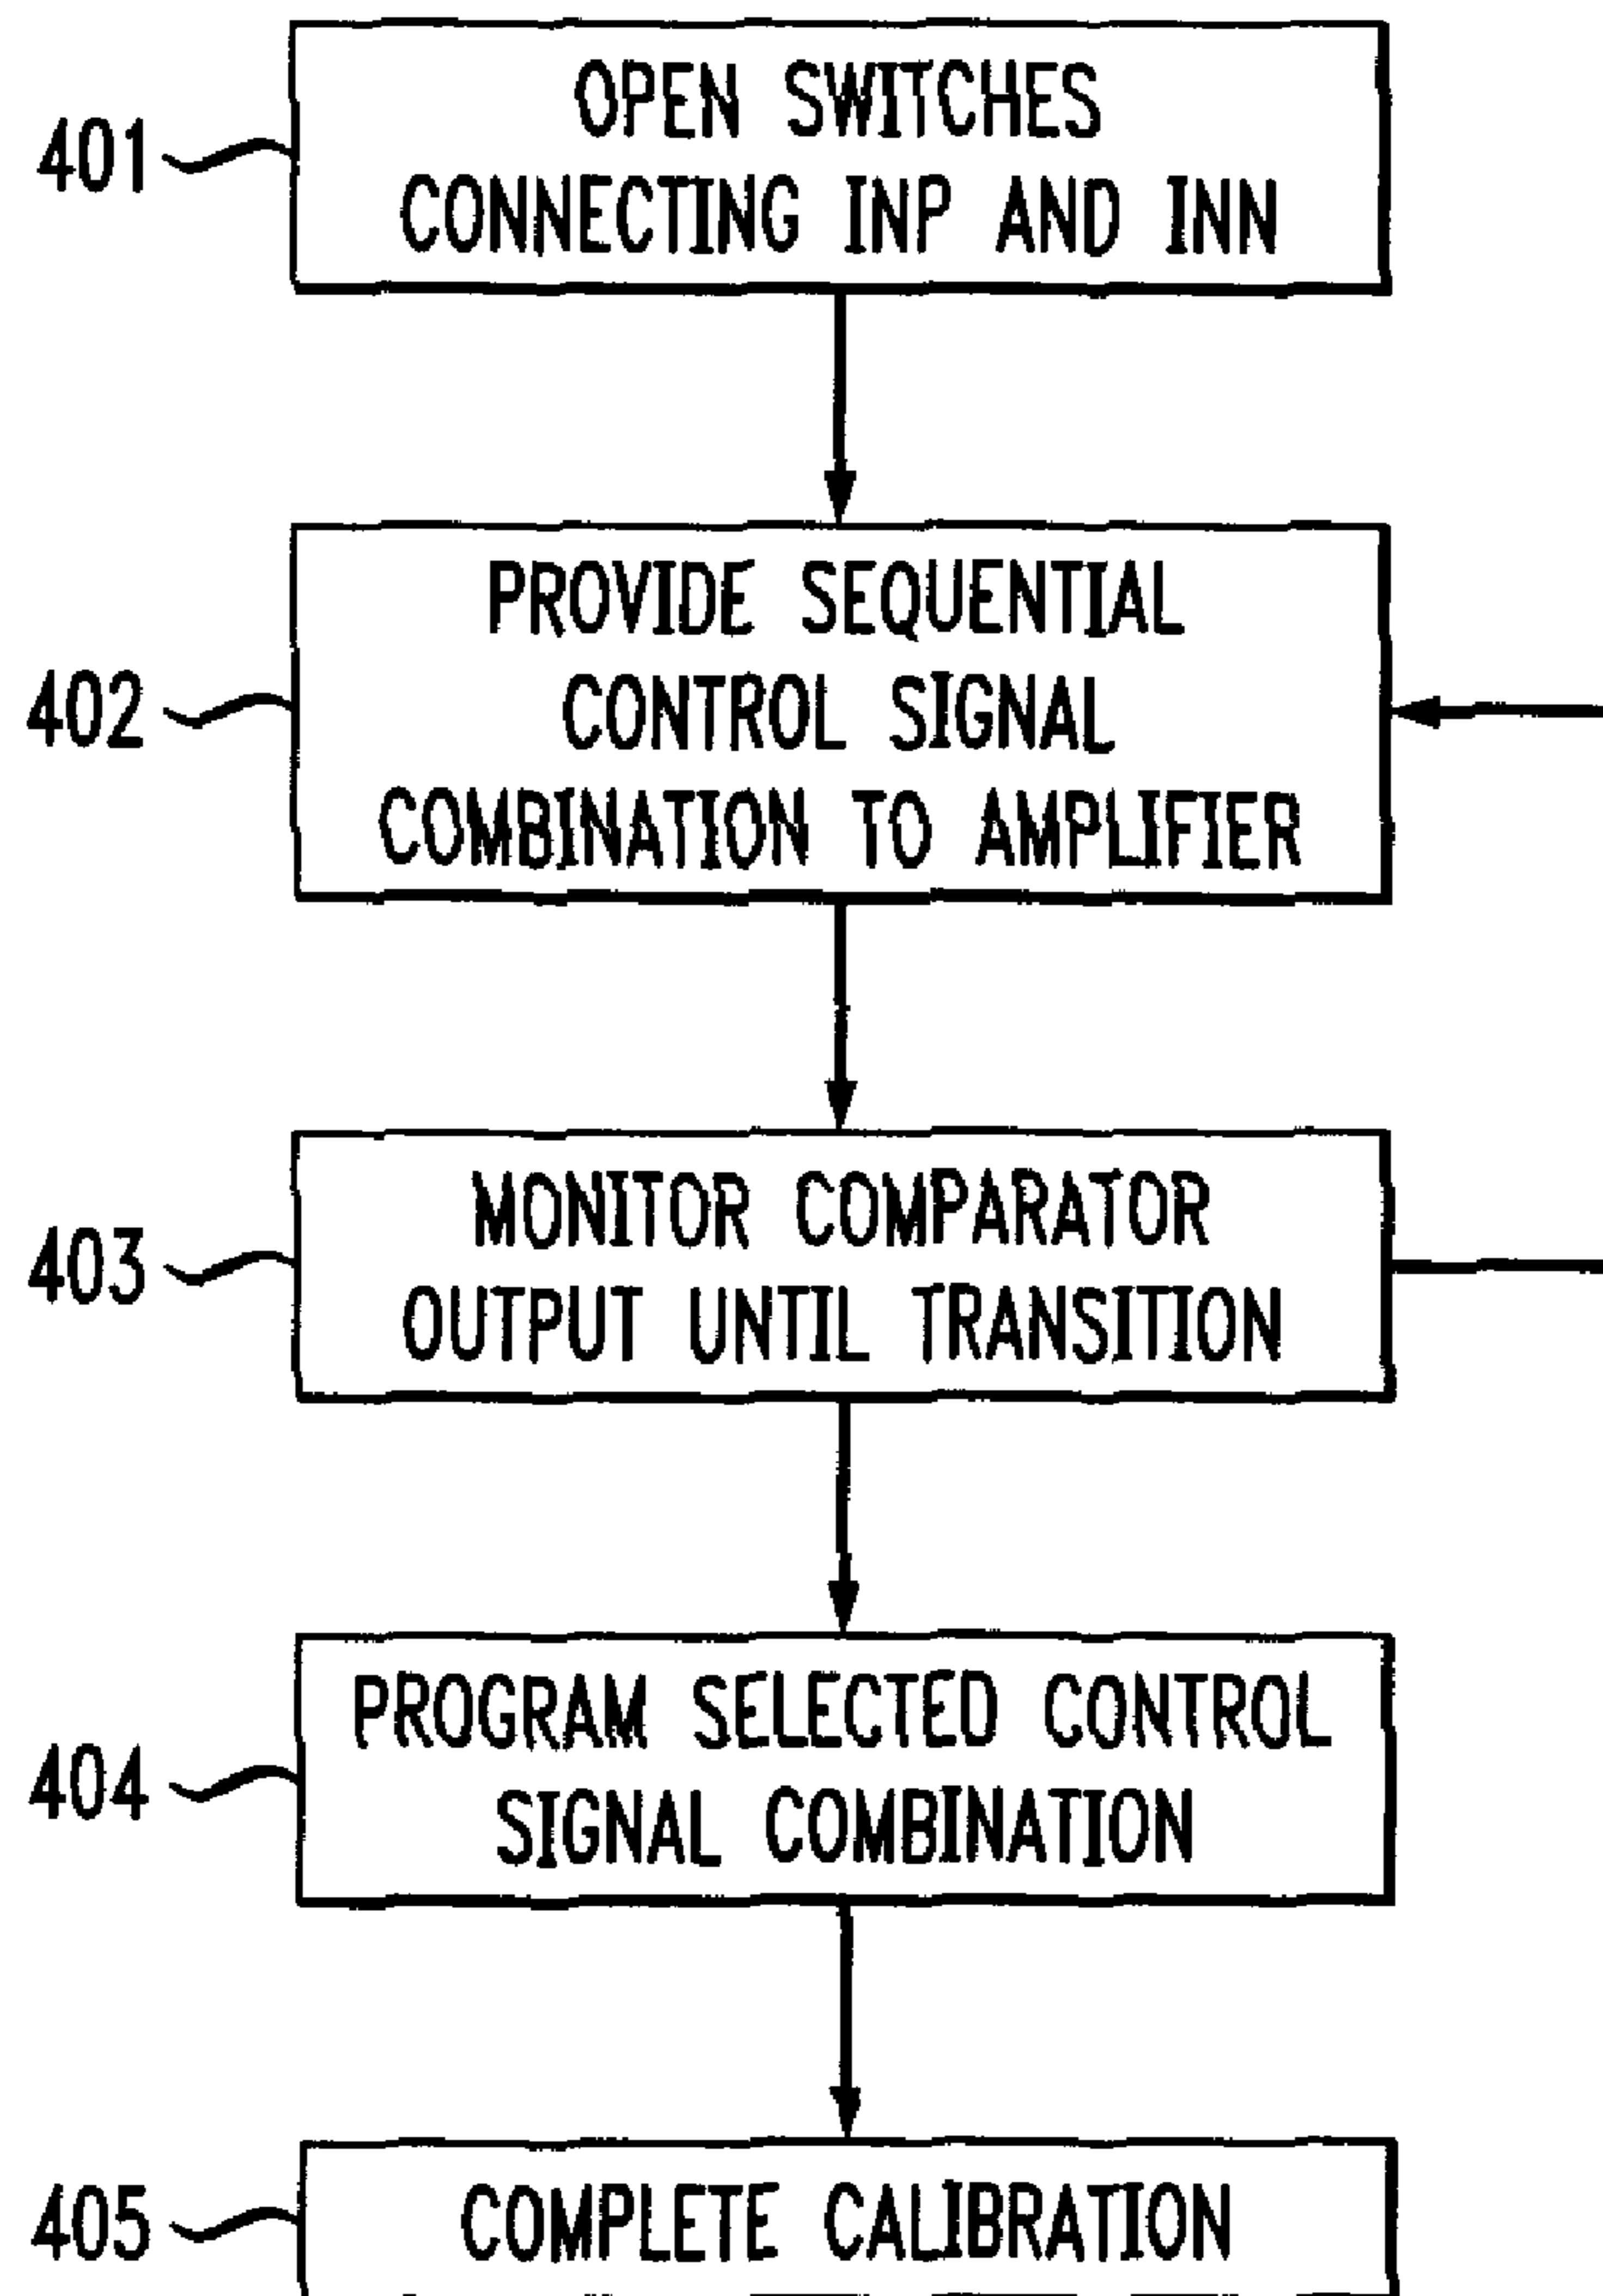 401
OPEN SWITCHES
CONNECTING INP AND INN
402
PROVIDE SEQUENTIAL
CONTROL SIGNAL
COMBINATION TO AMPLIFIER
403
MONITOR COMPARATOR
OUTPUT UNTIL TRANSITION
404
PROGRAM SELECTED CONTROL
SIGNAL COMBINATION
405
COMPLETE CALIBRATION